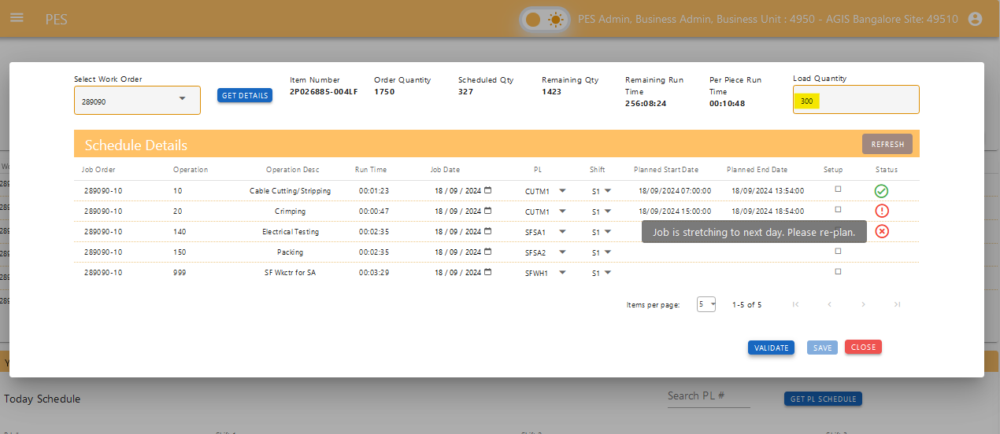 PES
PES Admin, Business Admin, Business Unit : 4950 - AGIS Bangalore Site: 49510
Select Work Order
289090
GET DETAILS
Item Number
2P026885-004LF
Order Quantity
1750
Scheduled Qty
327
Remaining Qty
1423
Remaining Run
Time
256:08:24
Per Piece Run
Time
00:10:48
Load Quantity
300
Schedule Details
REFRESH
Job Order Operation Operation Desc Run Time Job Date PL Shift Planned Start Date Planned End Date Setup Status
289090-10 10 Cable Cutting/Stripping 00:01:23 18 / 09 / 2024 CUTM1 S1 18/09/2024 07:00:00 18/09/2024 13:54:00
289090-10 20 Crimping 00:00:47 18 / 09 / 2024 CUTM1 S1 18/09/2024 15:00:00 18/09/2024 18:54:00
289090-10 140 Electrical Testing 00:02:35 18 / 09 / 2024 SFSA1 S1
Job is stretching to next day. Please re-plan.
289090-10 150 Packing 00:02:35 18 / 09 / 2024 SFSA2 S1
289090-10 999 SF Wkctr for SA 00:03:29 18 / 09 / 2024 SFWH1 S1
Items per page: 5 1-5 of 5
VALIDATE SAVE CLOSE
Today Schedule
Search PL #
GET PL SCHEDULE